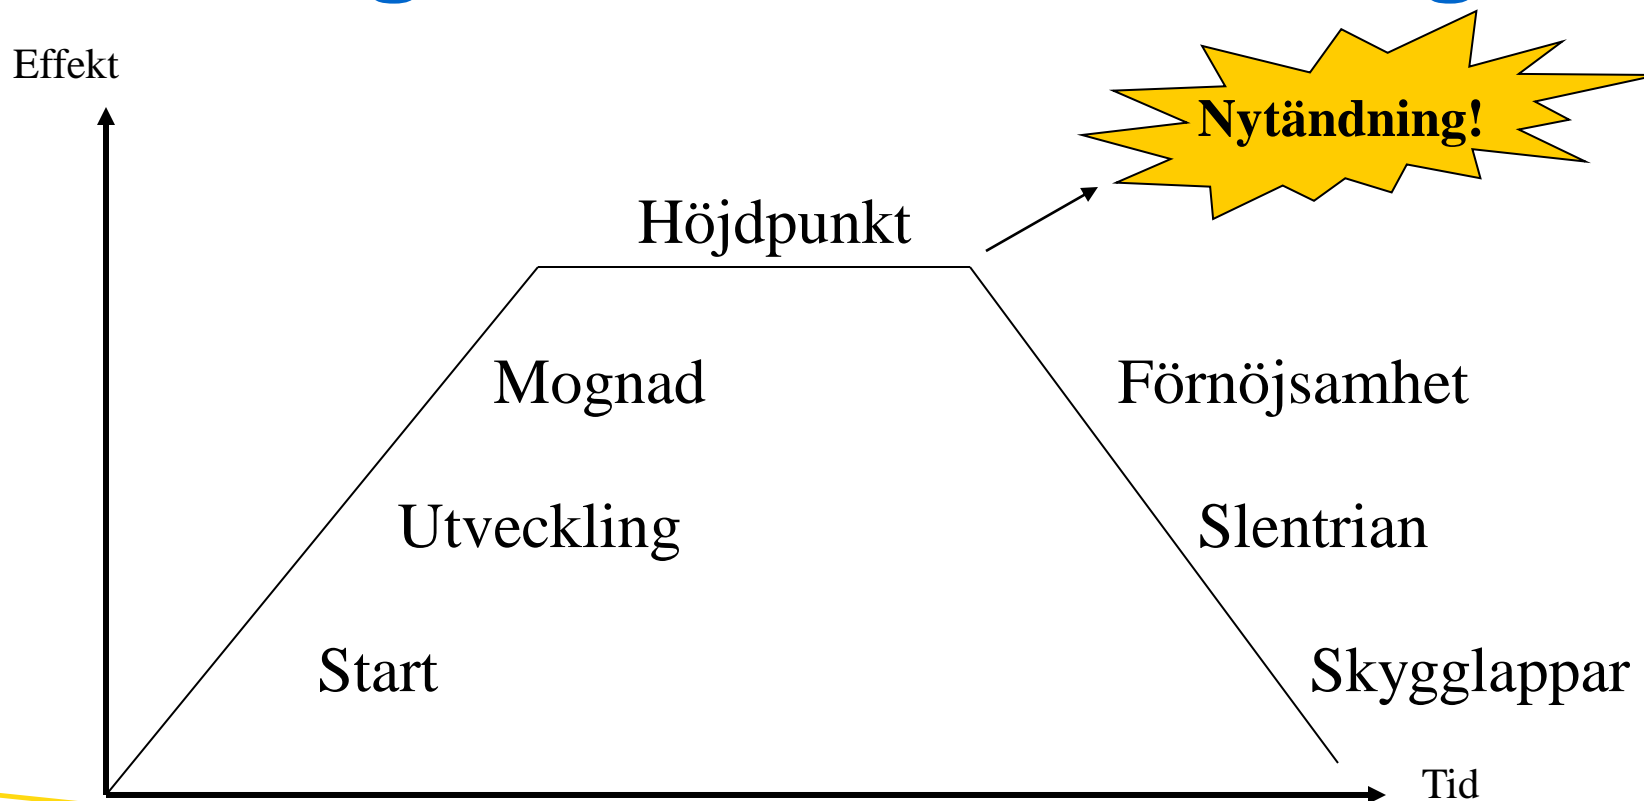 Effekt
Nytändning!
Höjdpunkt
Mognad
Förnöjsamhet
Utveckling
Slentrian
Start
Skygglappar
Tid